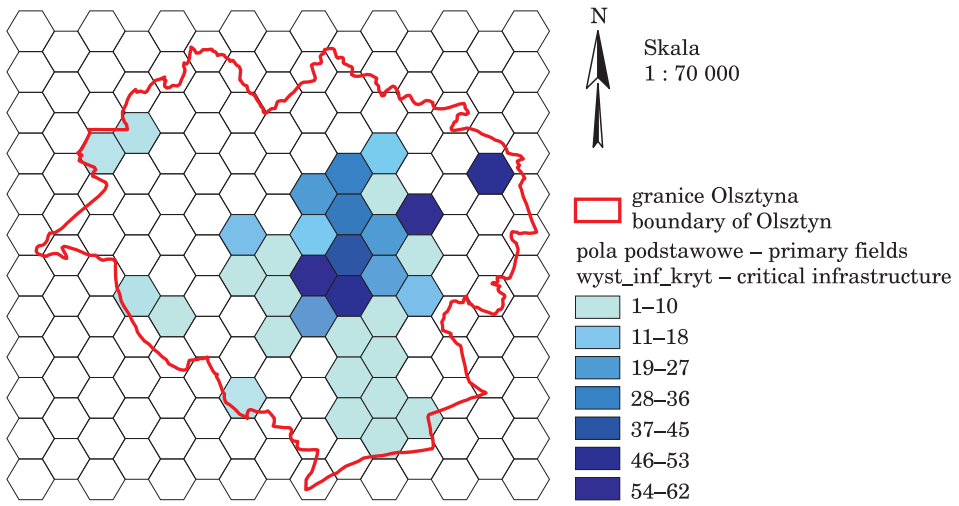 N
Skala
1 : 70 000
granice Olsztyna
boundary of Olsztyn
pola podstawowe – primary fields
wyst_inf_kryt – critical infrastructure
1–10
11–18
19–27
28–36
37–45
46–53
54–62